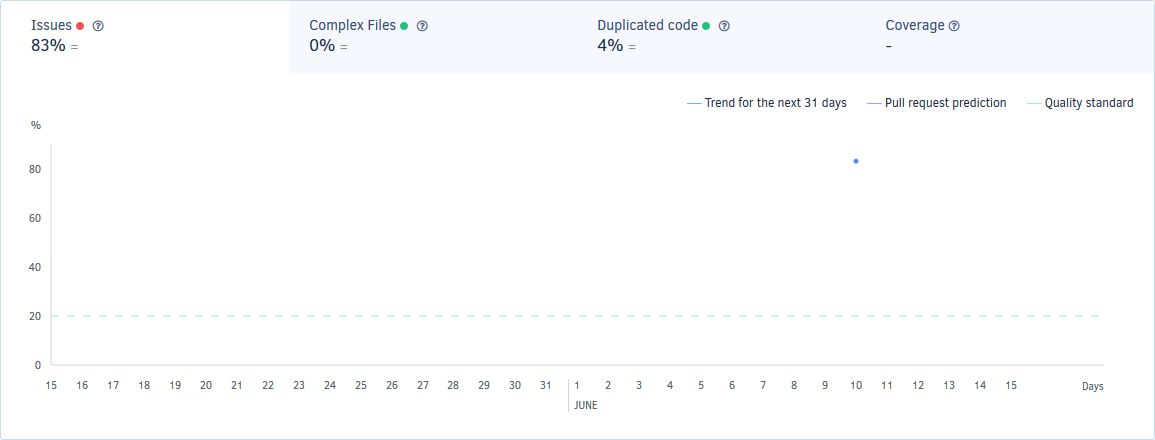 Issues Complex Files Duplicated code Coverage
83% = 0% = 4% = -
Trend for the next 31 days Pull request prediction Quality standard
%
80
60
40
20
0
15 16 17 18 19 20 21 22 23 24 25 26 27 28 29 30 31 1 2 3 4 5 6 7 8 9 10 11 12 13 14 15 Days
JUNE